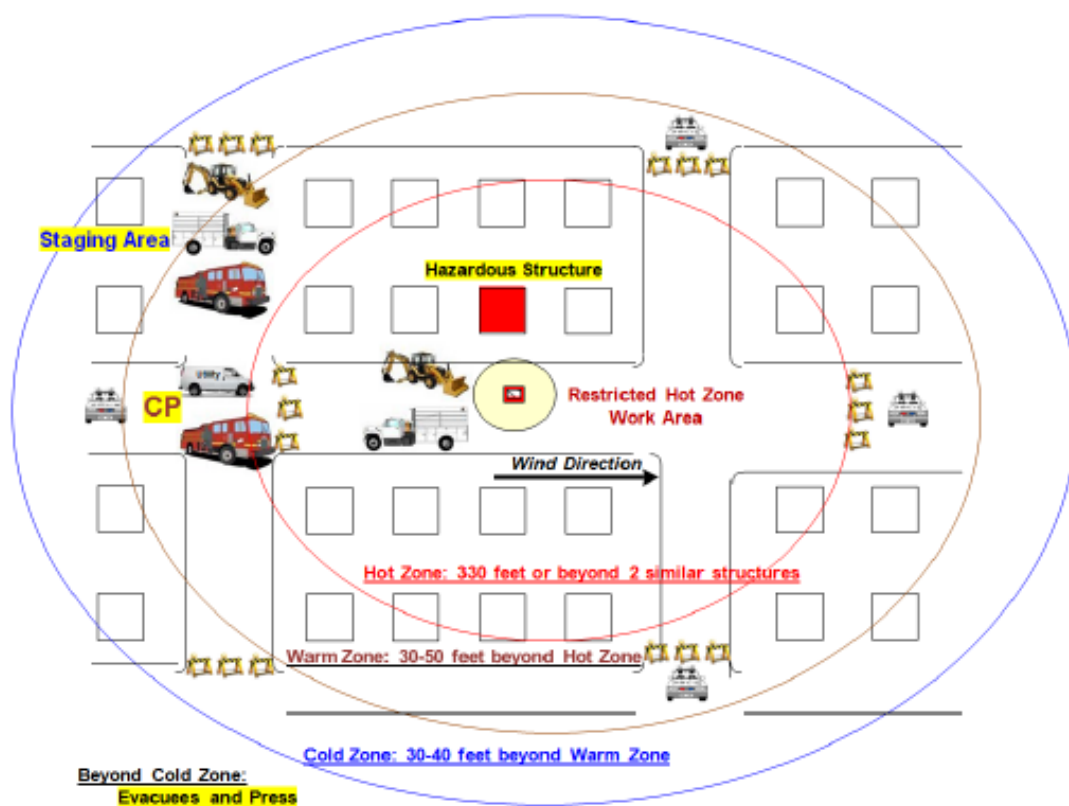 Staging Area
Hazardous Structure
CP
Restricted Hot Zone
Work Area
Wind Direction
Hot Zone: 330 feet or beyond 2 similar structures
Warm Zone: 30-50 feet beyond Hot Zone
Cold Zone: 30-40 feet beyond Warm Zone
Beyond Cold Zone:
Evacuees and Press